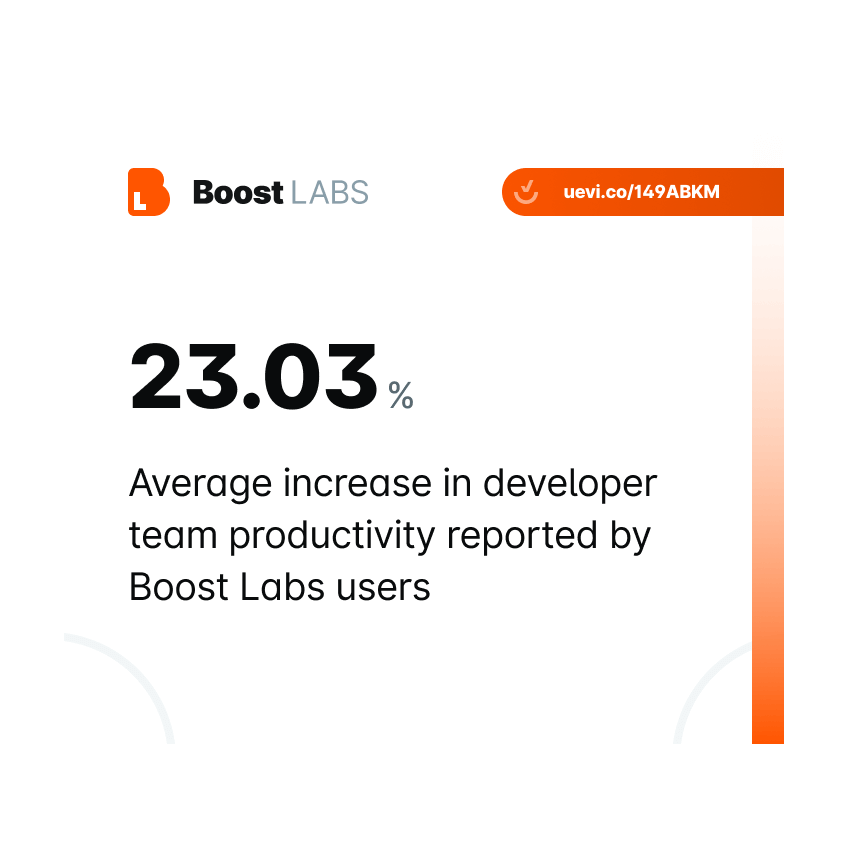 Boost LABS
uevi.co/149ABKM
23.03 %
Average increase in developer
team productivity reported by
Boost Labs users